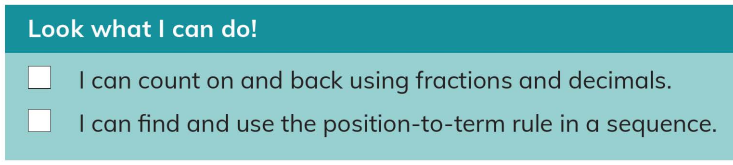 Look what I can do!
I can count on and back using fractions and decimals.
I can find and use the position-to-term rule in a sequence.